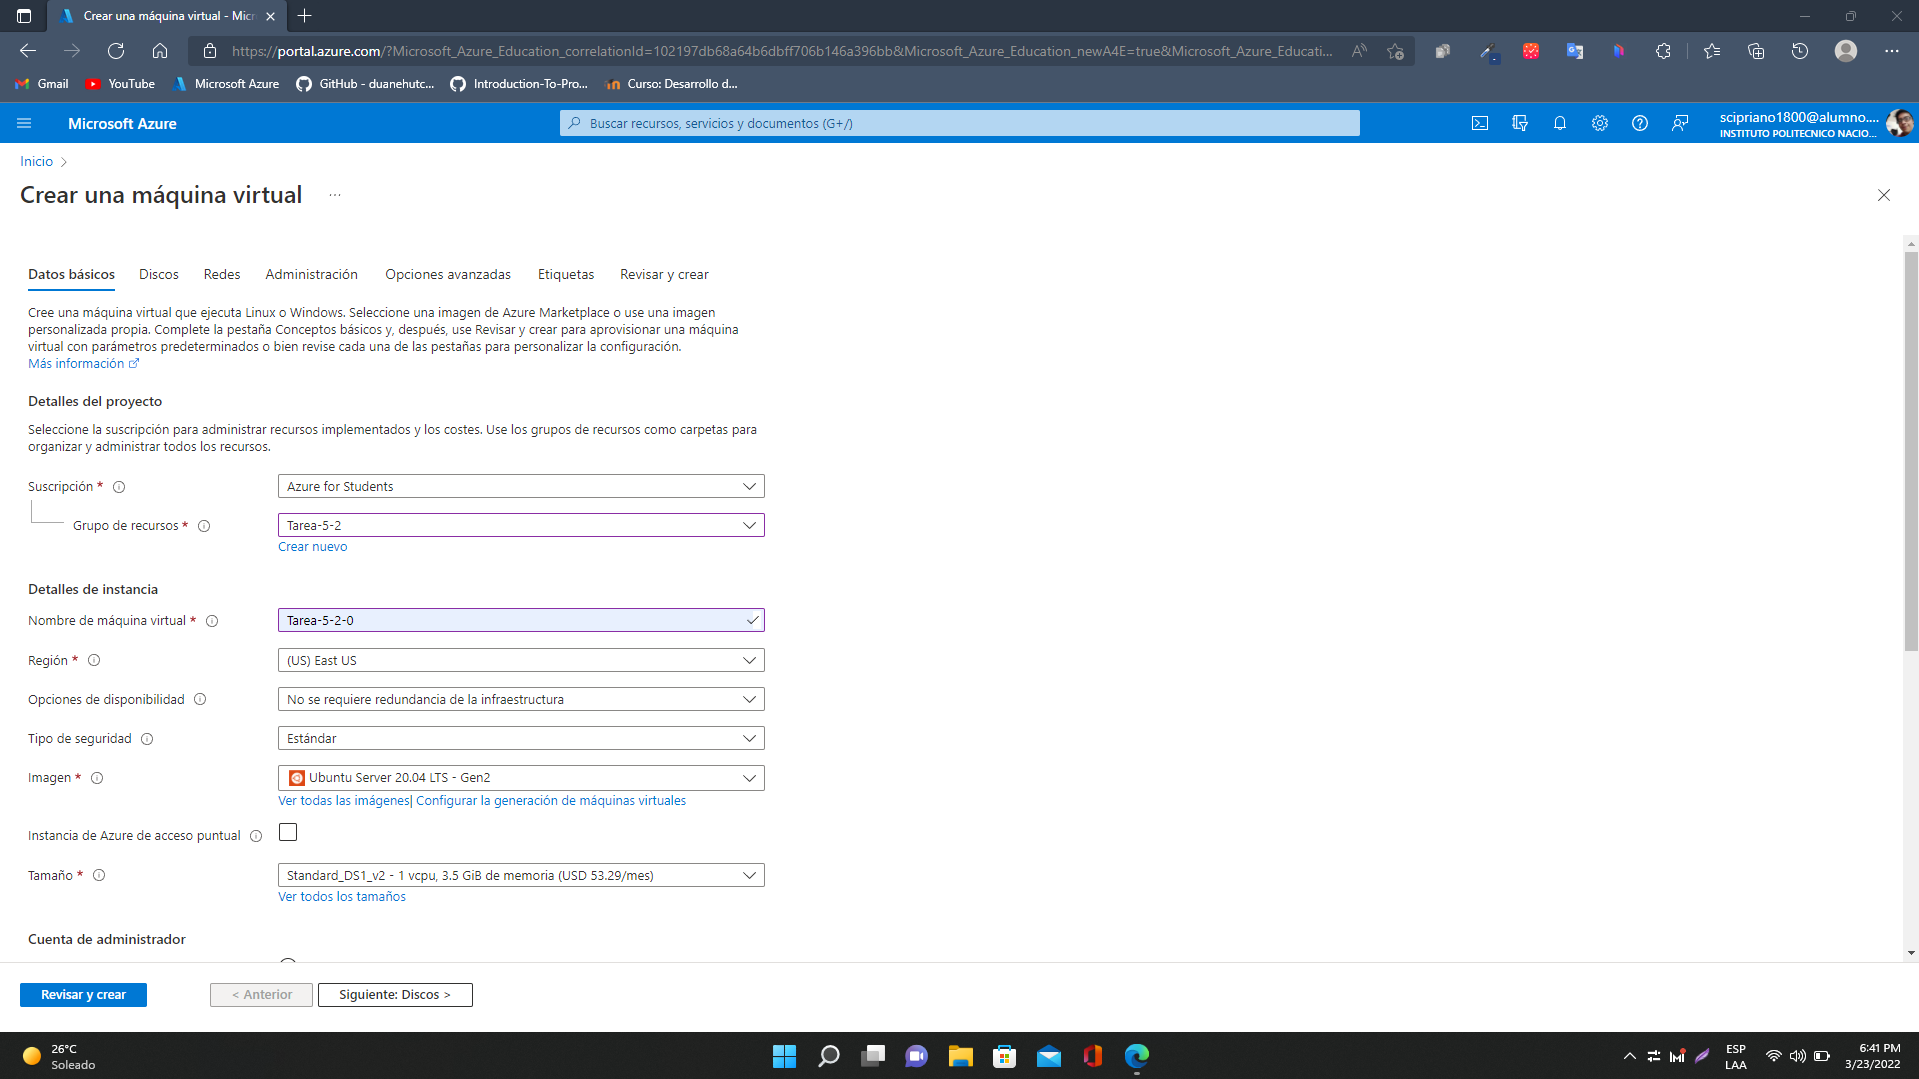 Crear una máquina virtual - Micr
https://portal.azure.com/?Microsoft_Azure_Education_correlationId=102197db68a64b6dbff706b146a396bb&Microsoft_Azure_Education_newA4E=true&Microsoft_Azure_Educati...
Gmail YouTube Microsoft Azure GitHub - duanehutc... Introduction-To-Pro... Curso: Desarrollo d...
Microsoft Azure
Buscar recursos, servicios y documentos (G+/)
scipriano1800@alumno....
INSTITUTO POLITECNICO NACIO...
Inicio >
Crear una máquina virtual ...
Datos básicos Discos Redes Administración Opciones avanzadas Etiquetas Revisar y crear
Cree una máquina virtual que ejecuta Linux o Windows. Seleccione una imagen de Azure Marketplace o use una imagen
personalizada propia. Complete la pestaña Conceptos básicos y, después, use Revisar y crear para aprovisionar una máquina
virtual con parámetros predeterminados o bien revise cada una de las pestañas para personalizar la configuración.
Más información
Detalles del proyecto
Seleccione la suscripción para administrar recursos implementados y los costes. Use los grupos de recursos como carpetas para
organizar y administrar todos los recursos.
Suscripción * Azure for Students
Grupo de recursos * Tarea-5-2
Crear nuevo
Detalles de instancia
Nombre de máquina virtual * Tarea-5-2-0
Región * (US) East US
Opciones de disponibilidad No se requiere redundancia de la infraestructura
Tipo de seguridad Estándar
Imagen * Ubuntu Server 20.04 LTS - Gen2
Ver todas las imágenes| Configurar la generación de máquinas virtuales
Instancia de Azure de acceso puntual
Tamaño * Standard_DS1_v2 - 1 vcpu, 3.5 GiB de memoria (USD 53.29/mes)
Ver todos los tamaños
Cuenta de administrador
Revisar y crear < Anterior Siguiente: Discos >
26°C
Soleado
ESP
LAA
6:41 PM
3/23/2022